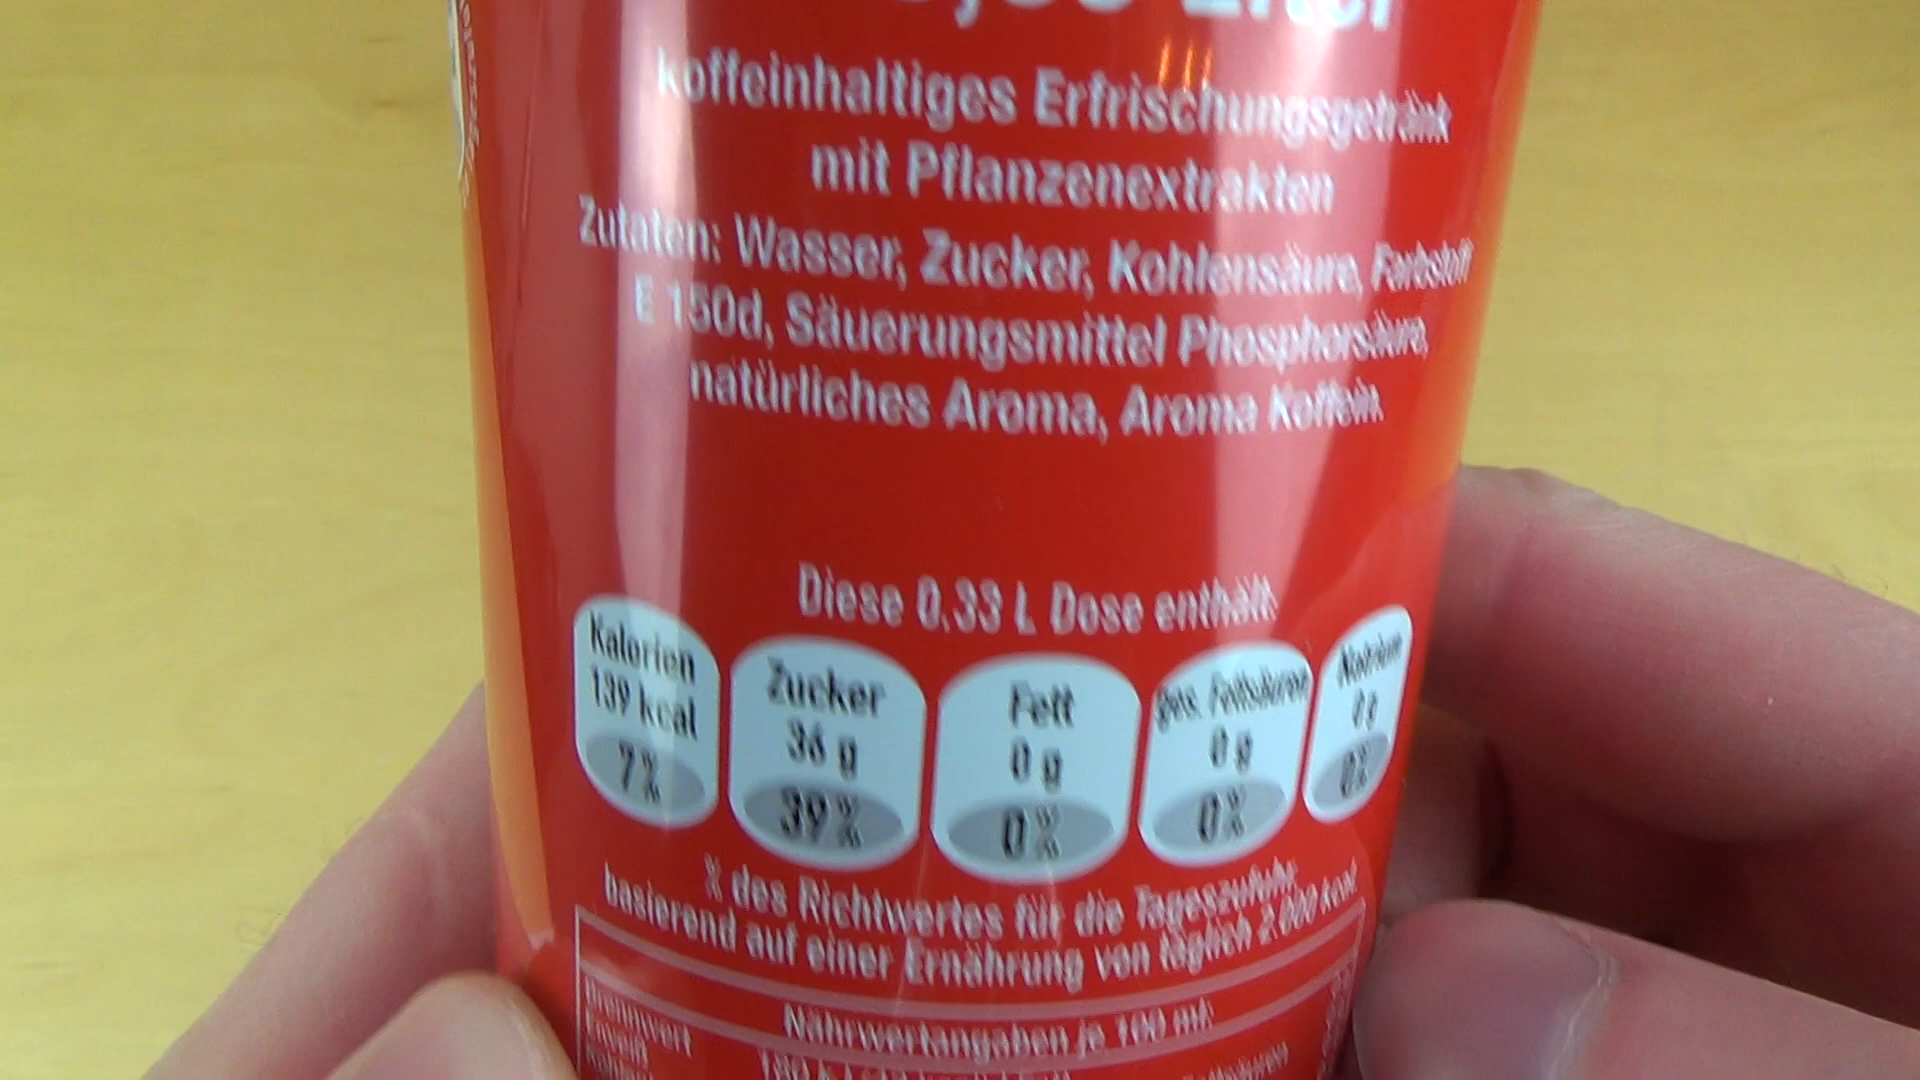 koffeinhaltiges Erfrischungsgetränk
mit Pflanzenextrakten
Zutaten: Wasser, Zucker, Kohlensäure, Farbstoff
E 150d, Säuerungsmittel Phosphorsäure,
natürliches Aroma, Aroma Koffein.
Diese 0,33 L Dose enthält:
Kalorien
139 kcal
7%
Zucker
36 g
39%
Fett
0 g
0%
ges. Fettsäuren
0 g
0%
Natrium
0 g
0%
% des Richtwertes für die Tageszufuhr
basierend auf einer Ernährung von täglich 2.000 kcal
Nährwertangaben je 100 ml:
Brennwert
Eiweiß